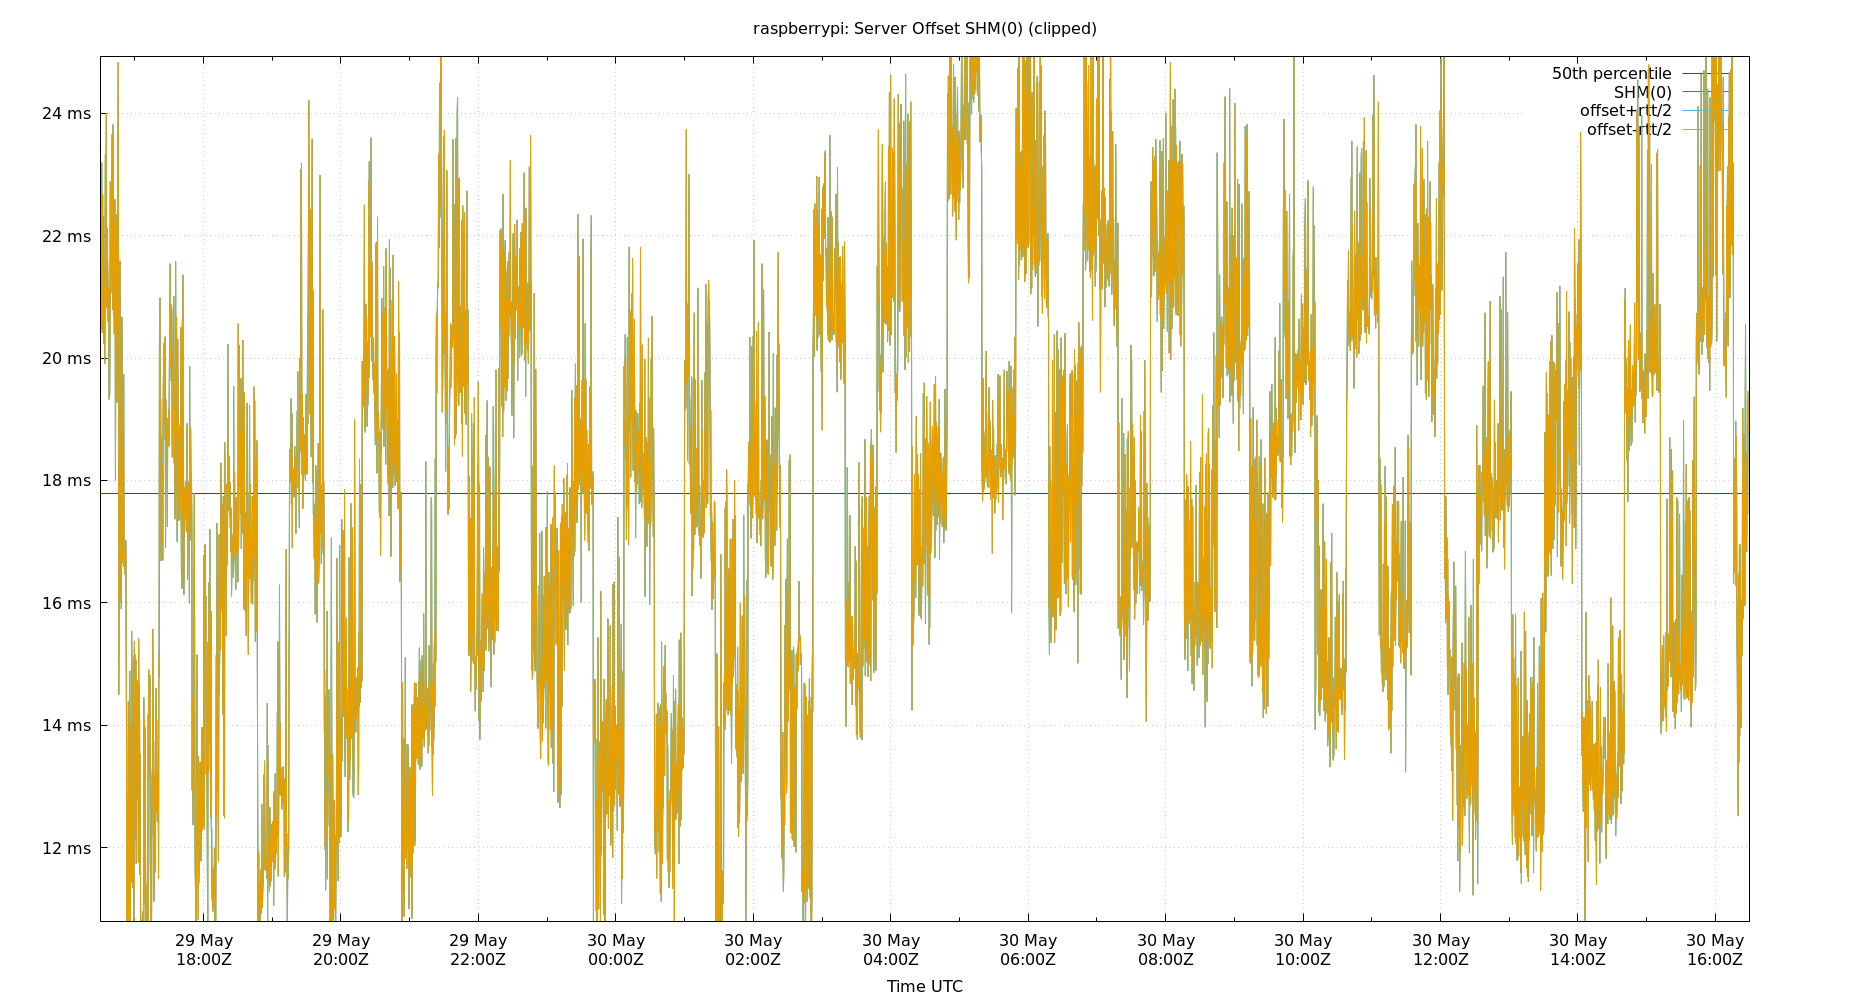 raspberrypi: Server Offset SHM(0) (clipped)
50th percentile
SHM(0)
offset+rtt/2
offset-rtt/2
24 ms
22 ms
20 ms
18 ms
16 ms
14 ms
12 ms
29 May 29 May 29 May 30 May 30 May 30 May 30 May 30 May 30 May 30 May 30 May 30 May
18:00Z 20:00Z 22:00Z 00:00Z 02:00Z 04:00Z 06:00Z 08:00Z 10:00Z 12:00Z 14:00Z 16:00Z
Time UTC